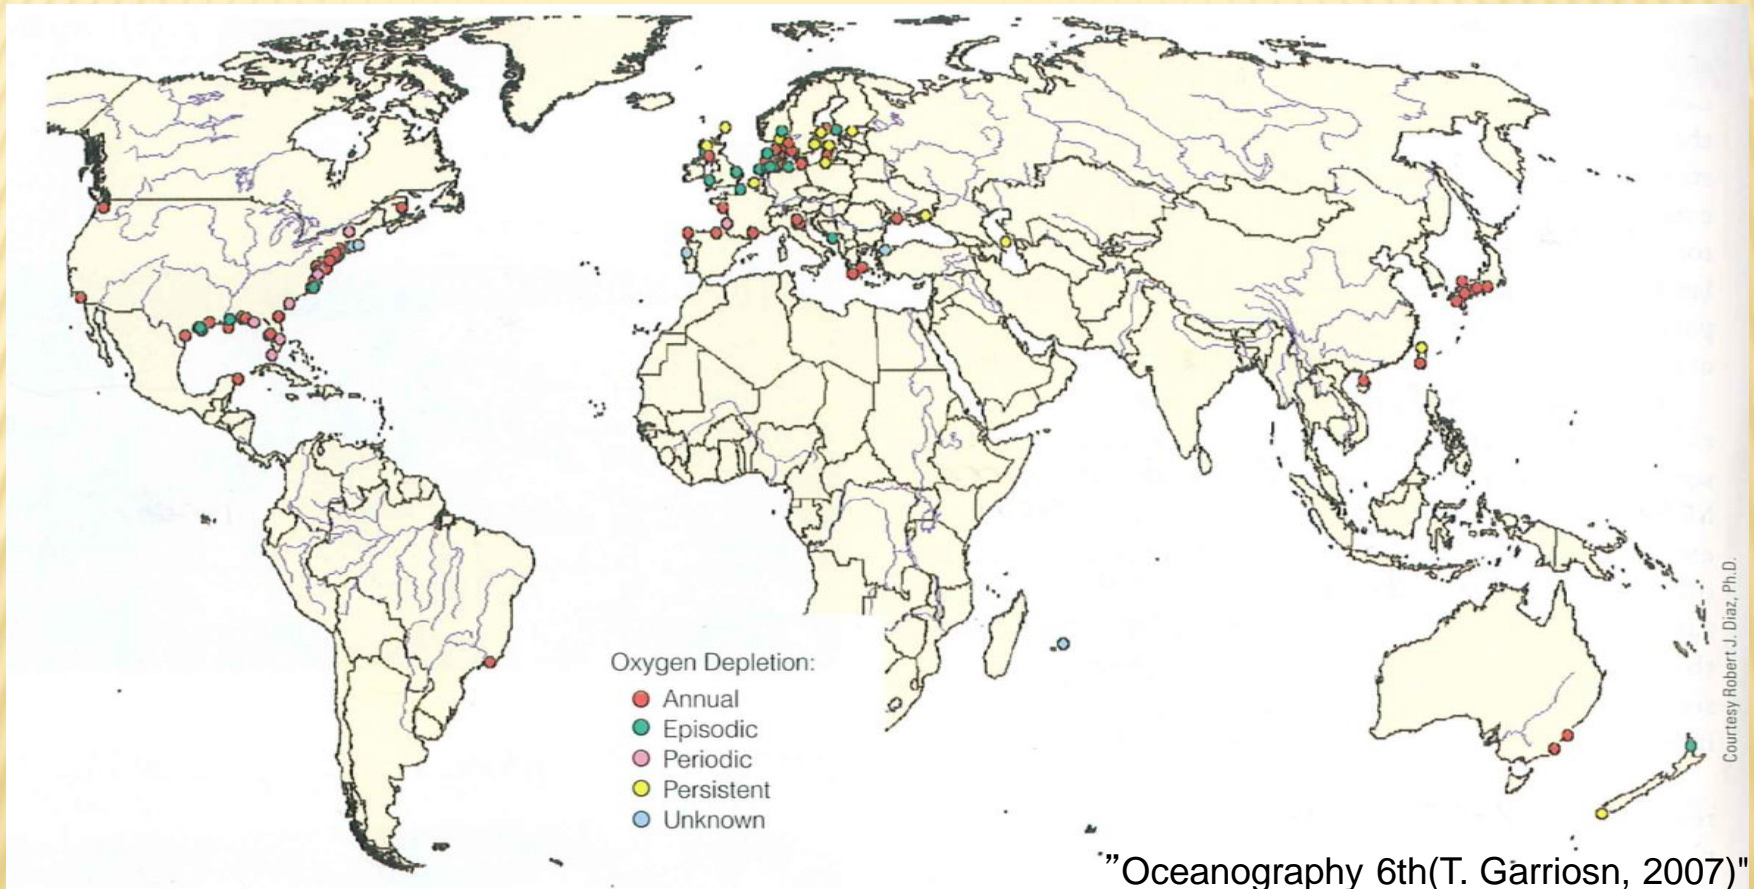 Oxygen Depletion:
Annual
Episodic
Periodic
Persistent
Unknown
Courtesy Robert J. Diaz, Ph.D.
”Oceanography 6th(T. Garriosn, 2007)"